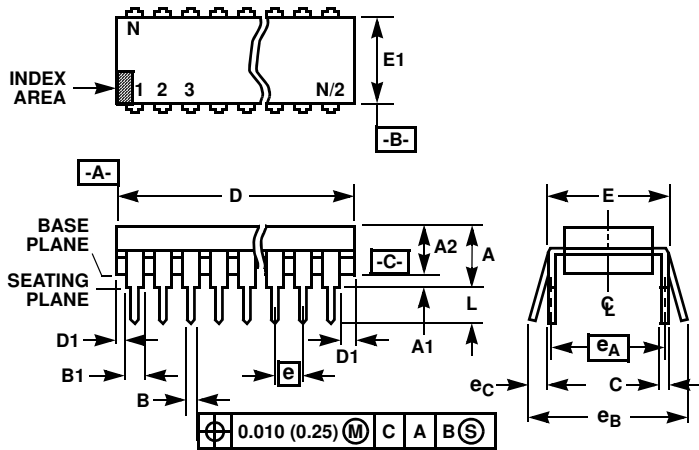 N
E1
INDEX
AREA
1 2 3 N/2
-B-
-A-
D
E
BASE
PLANE
A2
A
-C-
SEATING
PLANE
L
C̲L
D1
A1
D1
eA
B1
e
eC
C
B
eB
0.010 (0.25) M C A B S